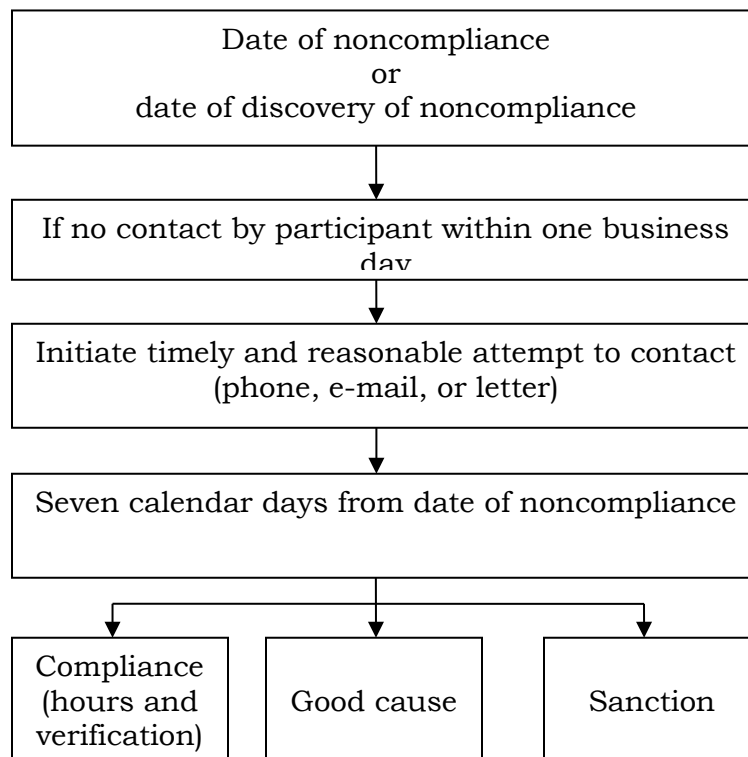 Date of noncompliance
or
date of discovery of noncompliance
If no contact by participant within one business
day
Initiate timely and reasonable attempt to contact
(phone, e-mail, or letter)
Seven calendar days from date of noncompliance
Compliance
(hours and
verification)
Good cause
Sanction